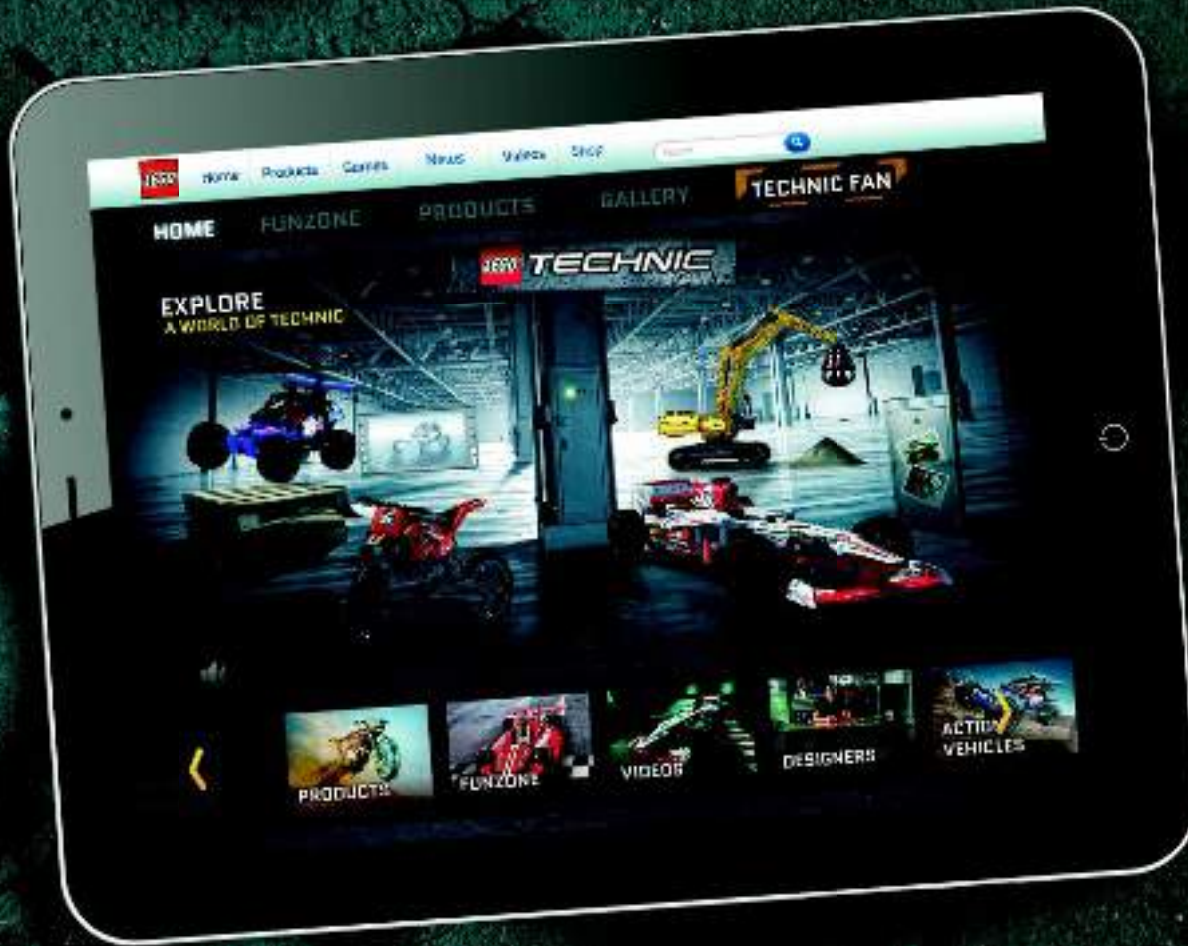 LEGO Home Products Games News Videos Shop
HOME FUNZONE PRODUCTS GALLERY TECHNIC FAN
LEGO TECHNIC
EXPLORE
A WORLD OF TECHNIC
PRODUCTS
FUNZONE
VIDEOS
DESIGNERS
ACTION
VEHICLES